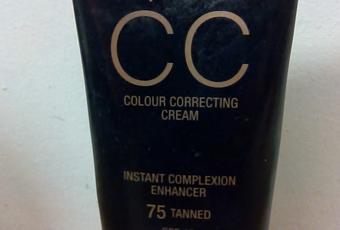 CC
COLOUR CORRECTING
CREAM
INSTANT COMPLEXION
ENHANCER
75 TANNED